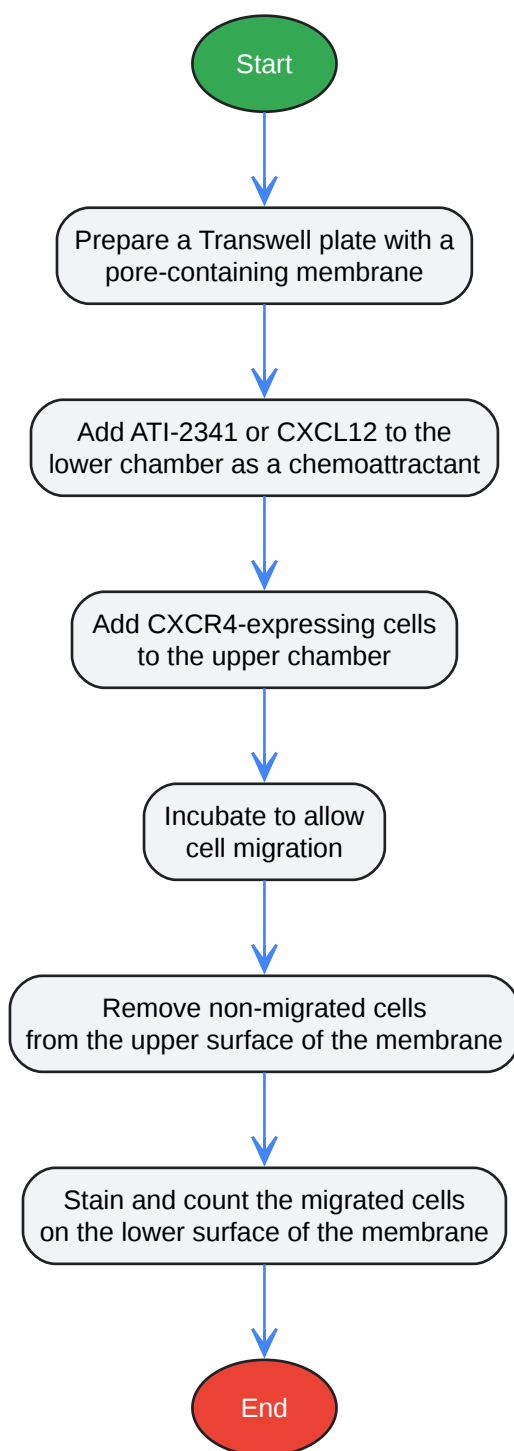 Start
Prepare a Transwell plate with a
pore-containing membrane
Add ATI-2341 or CXCL12 to the
lower chamber as a chemoattractant
Add CXCR4-expressing cells
to the upper chamber
Incubate to allow
cell migration
Remove non-migrated cells
from the upper surface of the membrane
Stain and count the migrated cells
on the lower surface of the membrane
End